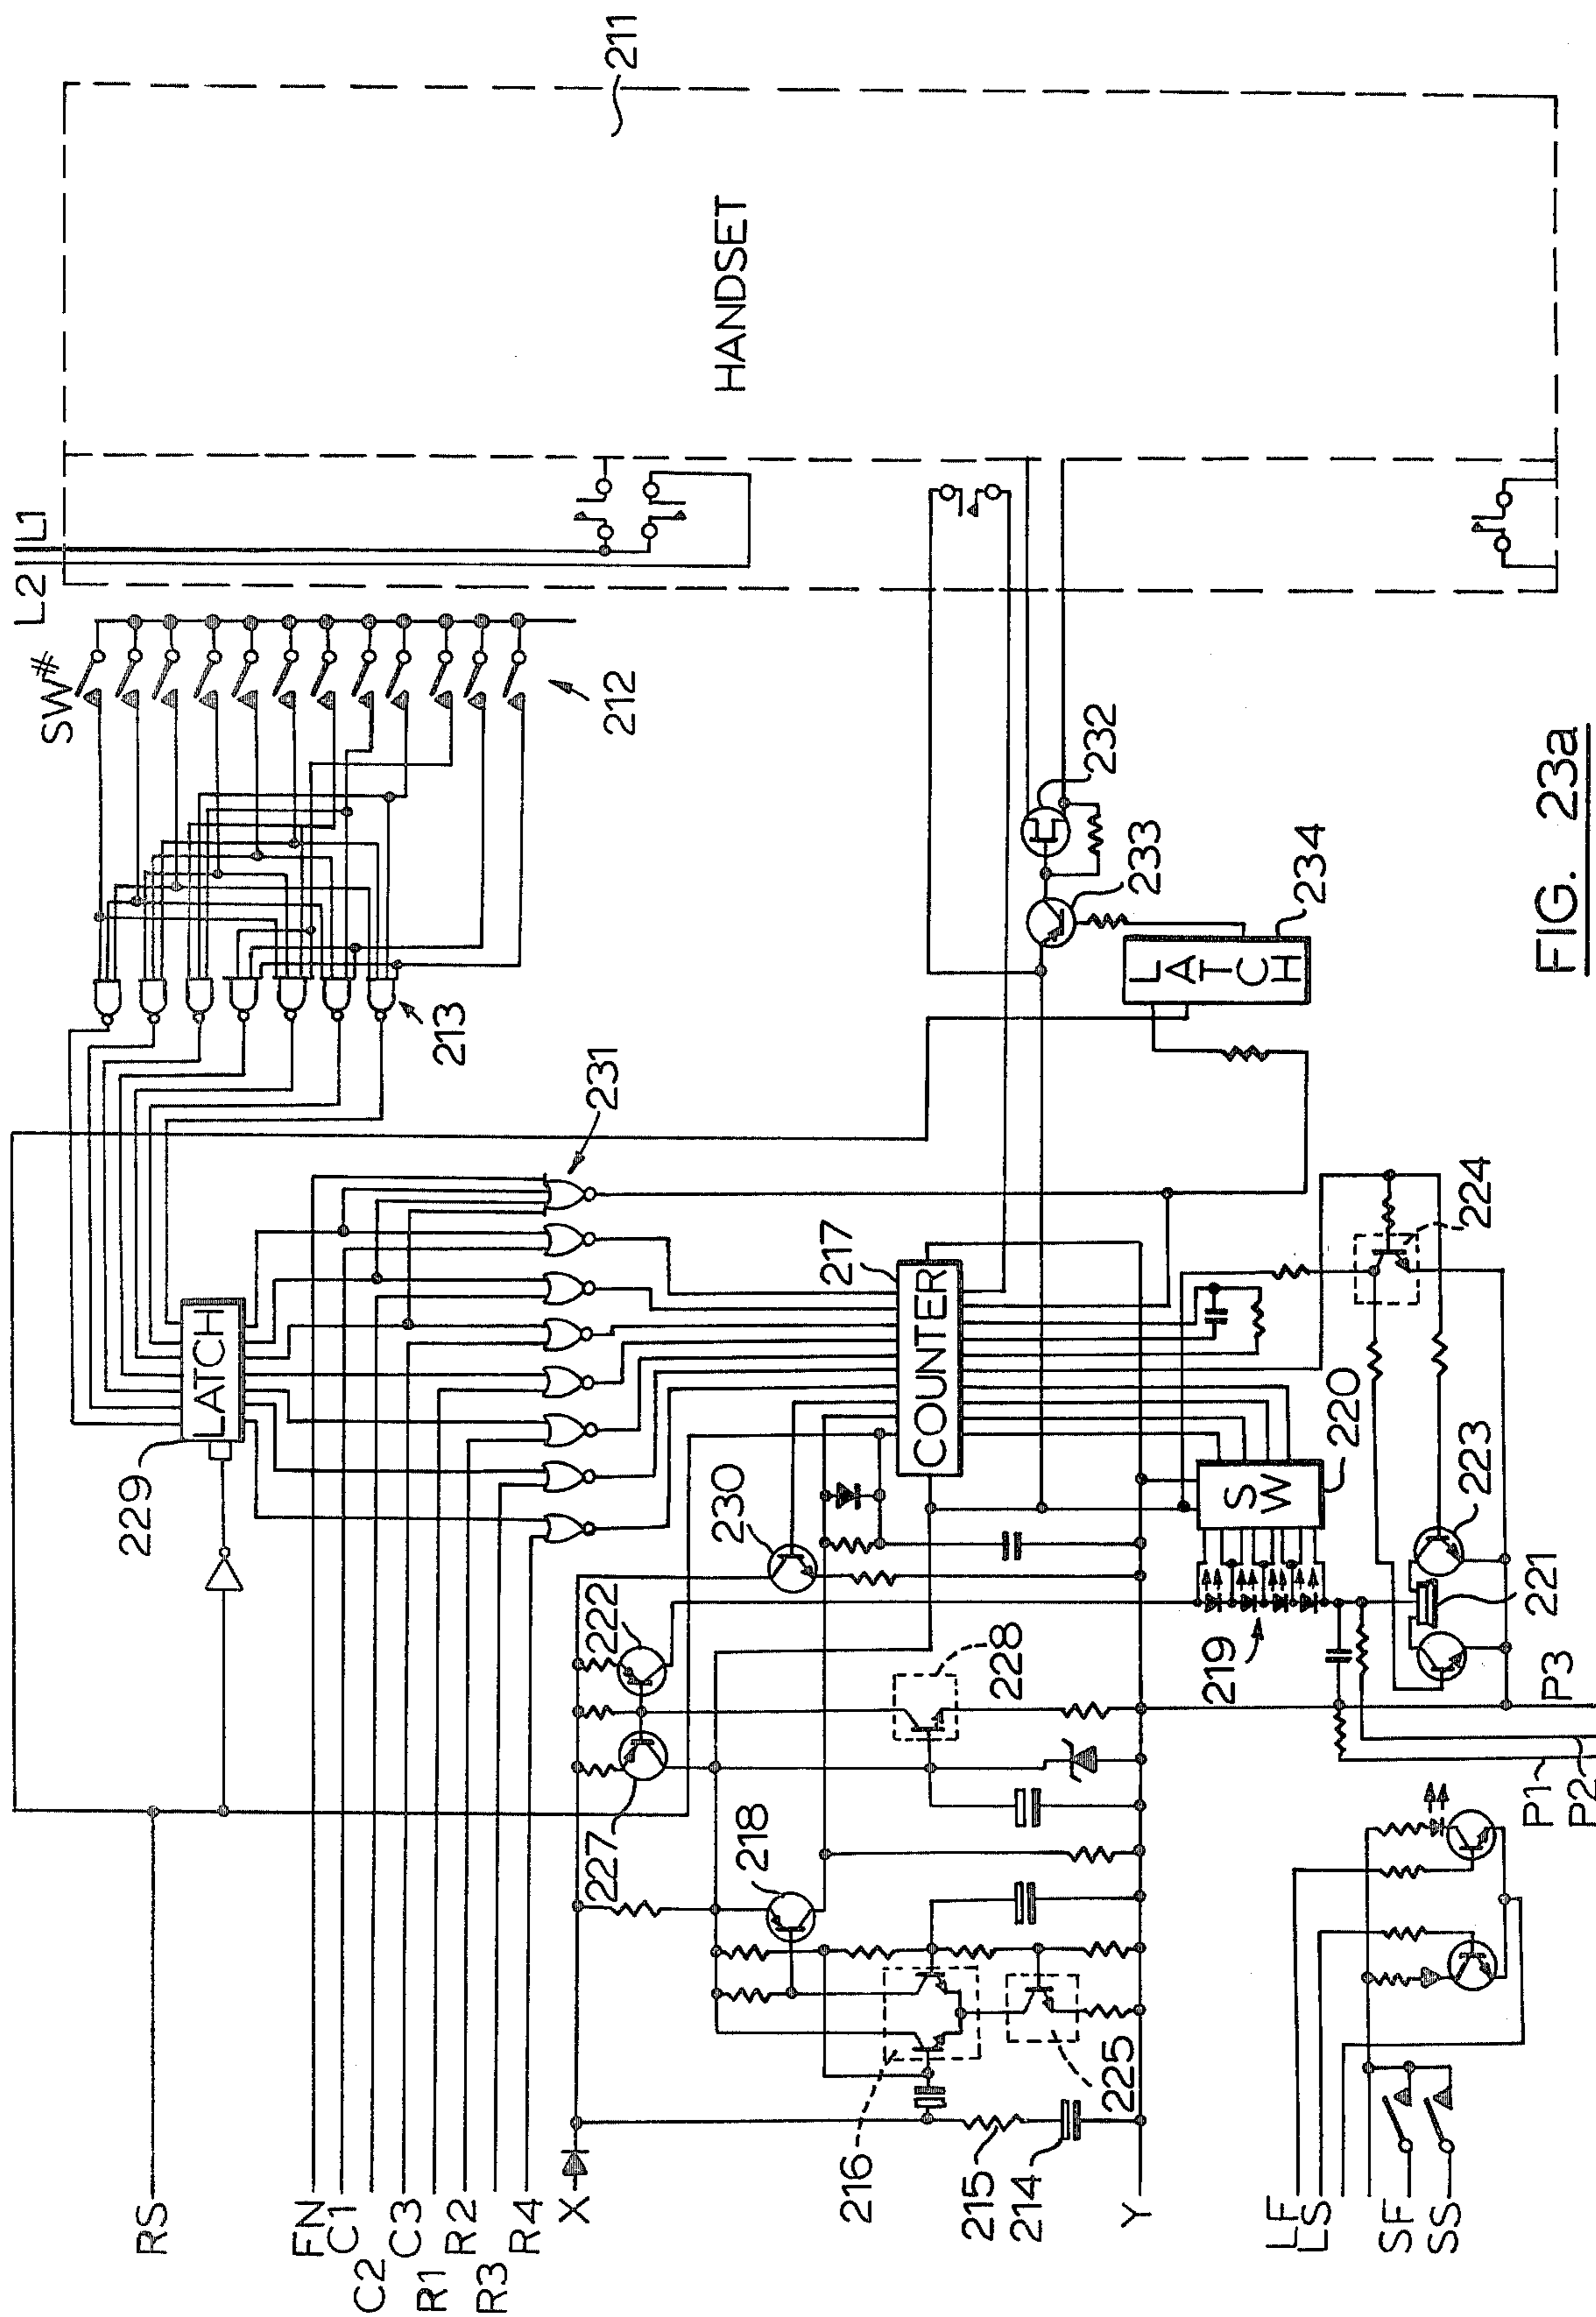 L2 L1
SW#
212
HANDSET
211
213
231
229
LATCH
RS
FN
C1
C2
C3
R1
R2
R3
R4
X
Y
227
222
230
217
COUNTER
218
228
216
225
215
214
232
233
LATCH
234
219
SW
220
221
223
224
P1
P2
P3
LF
LS
SF
SS
FIG. 23a